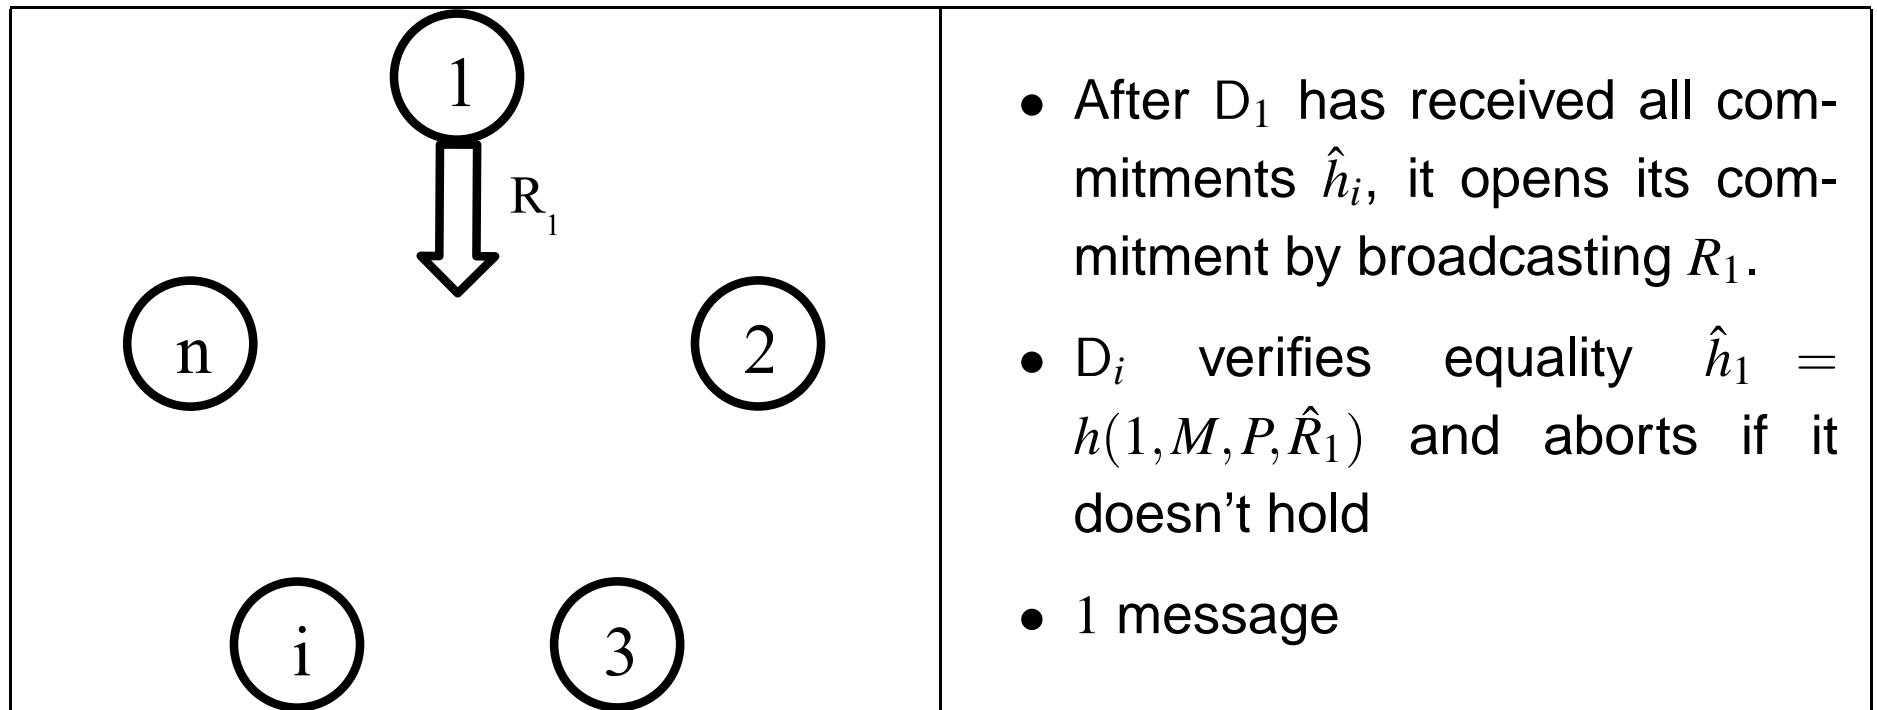 1
R₁
n
2
i
3
• After D₁ has received all com-
mitments ĥᵢ, it opens its com-
mitment by broadcasting R₁.
• Dᵢ verifies equality ĥ₁ =
h(1, M, P, R̂₁) and aborts if it
doesn't hold
• 1 message